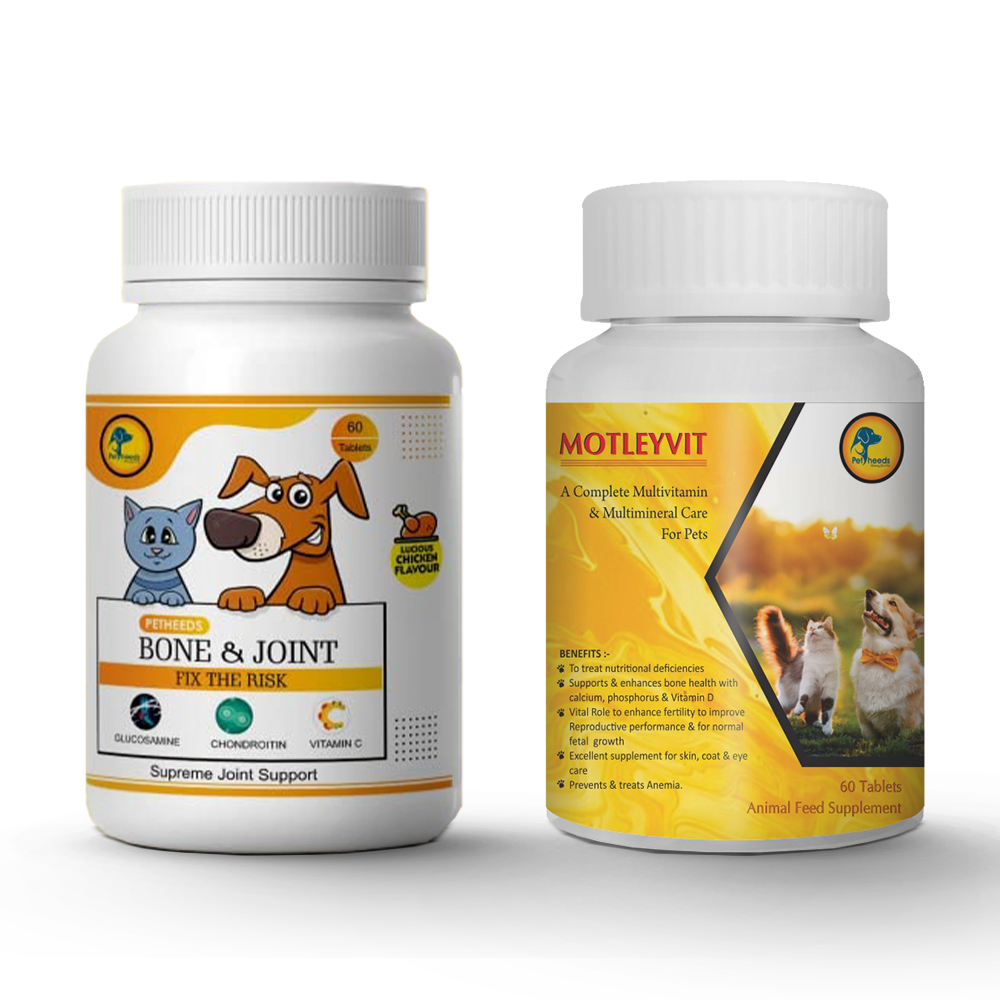 Petheeds
60
Tablets
LUCIOUS
CHICKEN
FLAVOUR
PETHEEDS
BONE & JOINT
FIX THE RISK
GLUCOSAMINE
CHONDROITIN
VITAMIN C
Supreme Joint Support
MOTLEYVIT
Petheeds
A Complete Multivitamin
& Multimineral Care
For Pets
BENEFITS :-
To treat nutritional deficiencies
Supports & enhances bone health with
calcium, phosphorus & Vitamin D
Vital Role to enhance fertility to improve
Reproductive performance & for normal
fetal growth
Excellent supplement for skin, coat & eye
care
Prevents & treats Anemia.
60 Tablets
Animal Feed Supplement